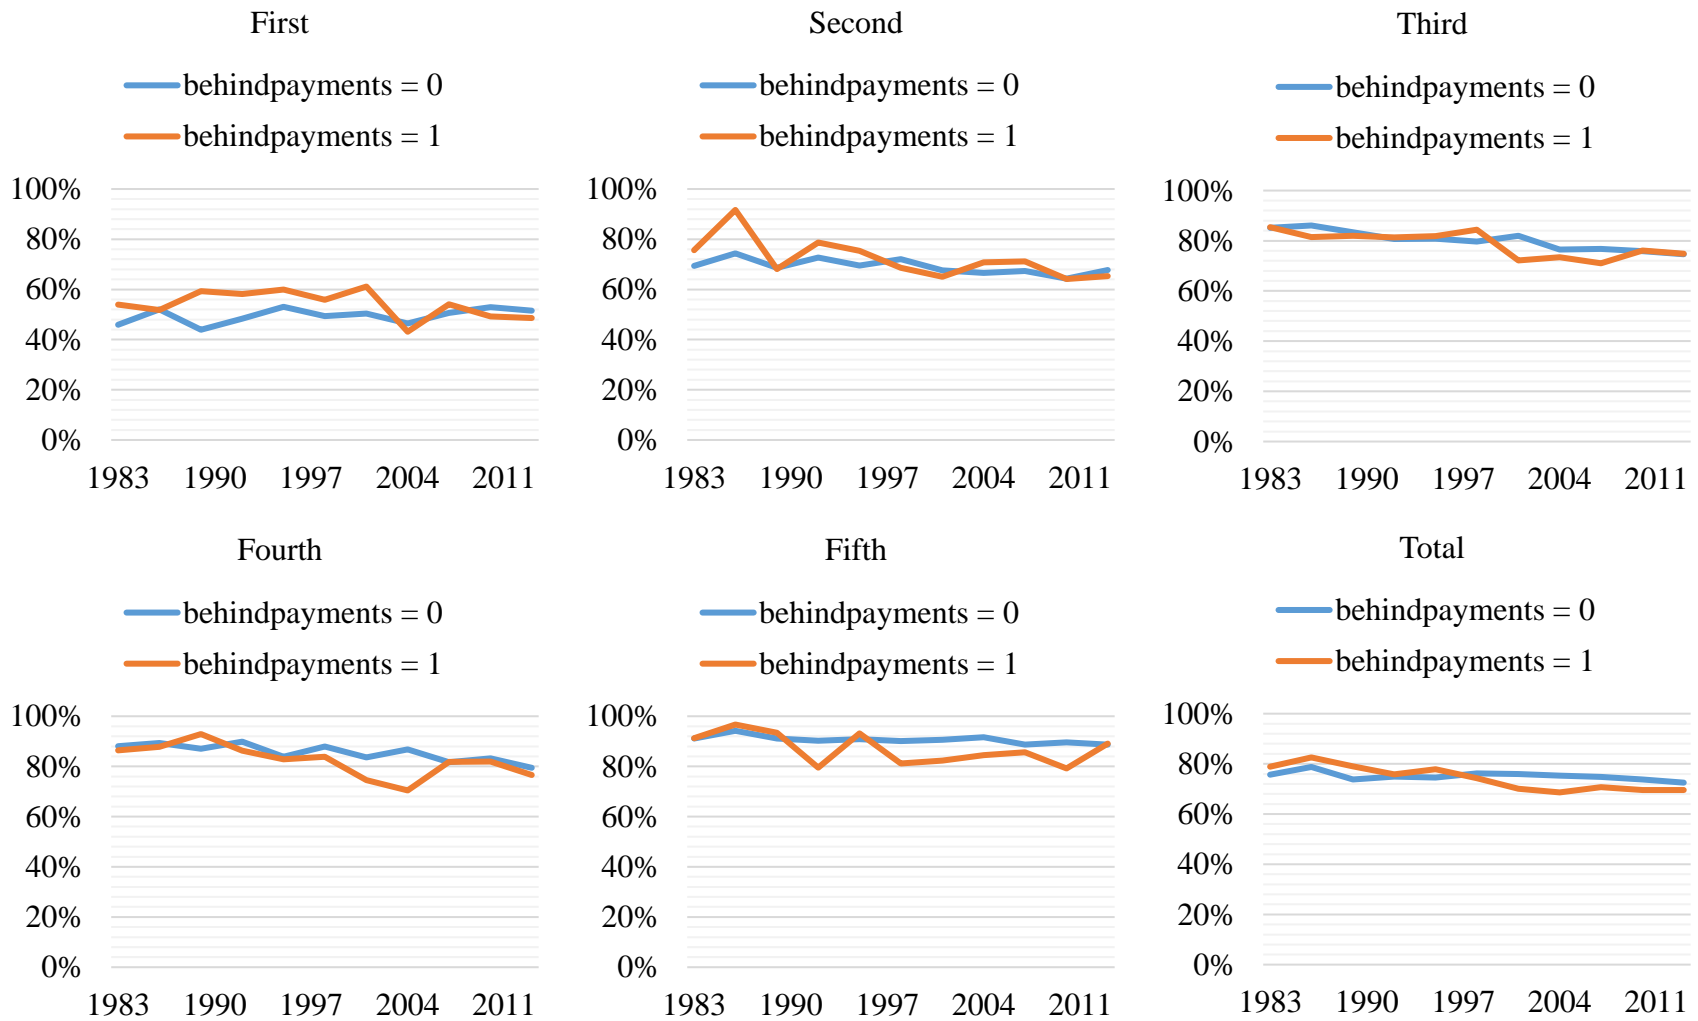 First
behindpayments = 0
behindpayments = 1
100%
80%
60%
40%
20%
0%
1983 1990 1997 2004 2011
Second
behindpayments = 0
behindpayments = 1
100%
80%
60%
40%
20%
0%
1983 1990 1997 2004 2011
Third
behindpayments = 0
behindpayments = 1
100%
80%
60%
40%
20%
0%
1983 1990 1997 2004 2011
Fourth
behindpayments = 0
behindpayments = 1
100%
80%
60%
40%
20%
0%
1983 1990 1997 2004 2011
Fifth
behindpayments = 0
behindpayments = 1
100%
80%
60%
40%
20%
0%
1983 1990 1997 2004 2011
Total
behindpayments = 0
behindpayments = 1
100%
80%
60%
40%
20%
0%
1983 1990 1997 2004 2011